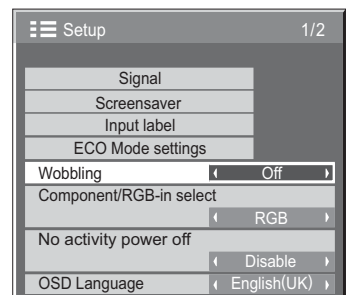 Setup 1/2
Signal
Screensaver
Input label
ECO Mode settings
Wobbling Off
Component/RGB-in select
RGB
No activity power off
Disable
OSD Language English(UK)